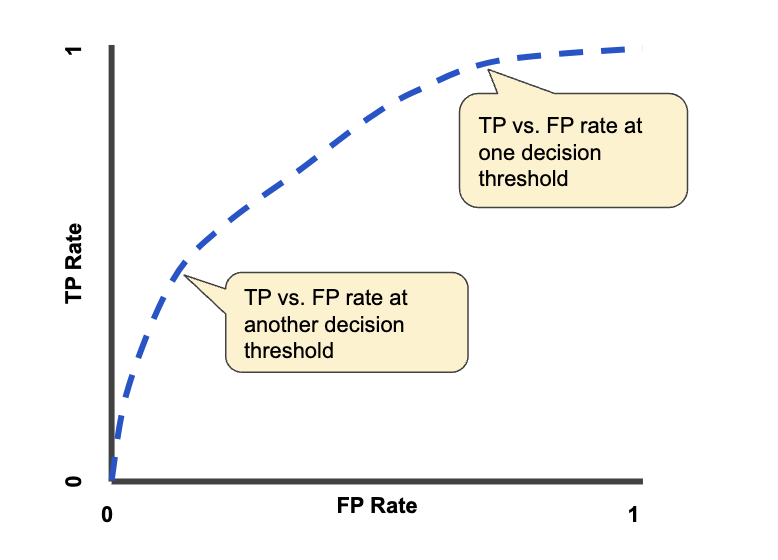 1
TP vs. FP rate at
one decision
threshold
TP Rate
TP vs. FP rate at
another decision
threshold
0
FP Rate
0
1